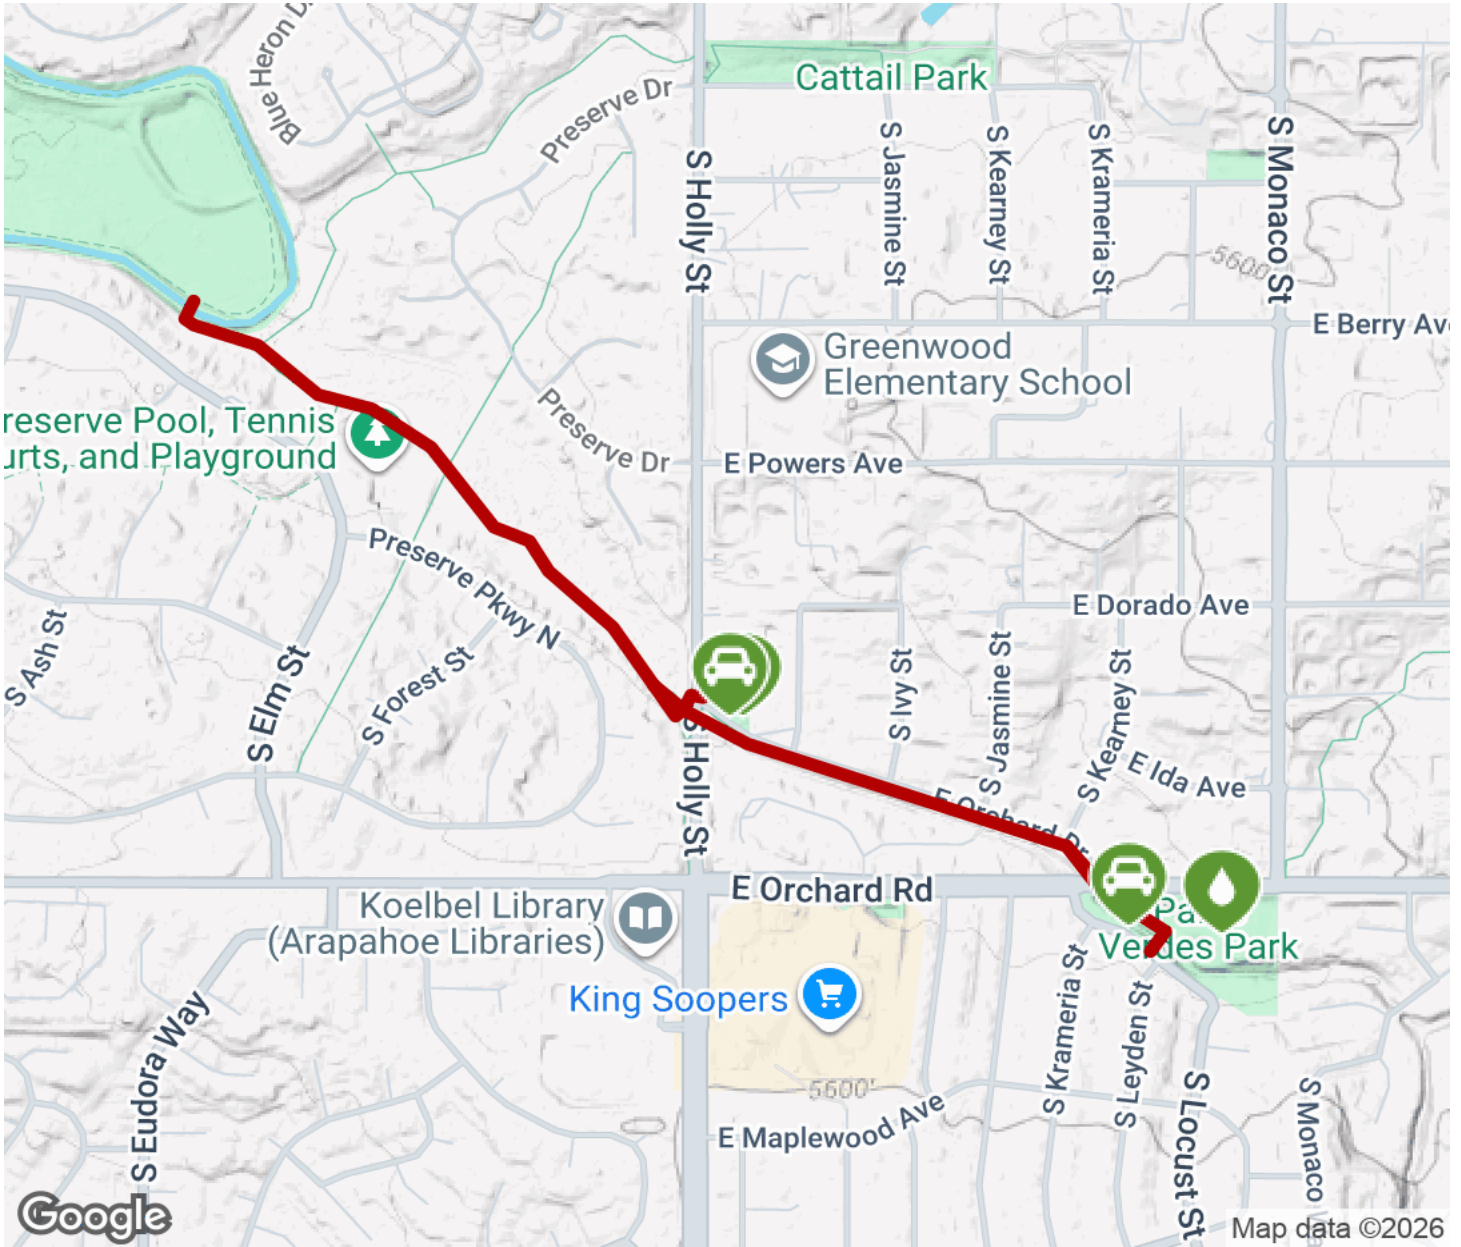 Blue Heron D
Preserve Dr
Cattail Park
S Holly St
S Jasmine St
S Kearney St
S Krameria St
S Monaco St
5600'
E Berry Av
Greenwood
Elementary School
reserve Pool, Tennis
urts, and Playground
Preserve Dr
E Powers Ave
Preserve Pkwy N
S Ash St
S Elm St
S Forest St
E Dorado Ave
S Ivy St
S Jasmine St
S Kearney St
E Ida Ave
S Holly St
E Orchard Dr
E Orchard Rd
Koelbel Library
(Arapahoe Libraries)
Pa
Verdes Park
King Soopers
S Eudora Way
5600'
S Krameria St
S Leyden St
S Locust St
S Monaco
E Maplewood Ave
Google
Map data ©2026